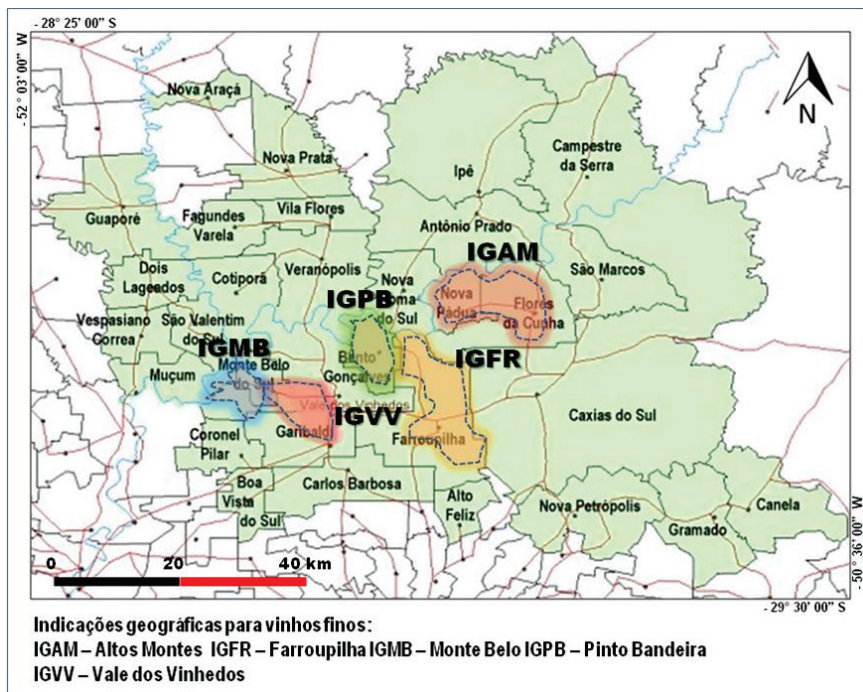 - 28° 25' 00" S
- 52° 03' 00" W
N
Nova Araçá
Nova Prata
Ipê
Campestre
da Serra
Guaporé
Fagundes
Varela
Vila Flores
Antônio Prado
IGAM
São Marcos
Dois
Lageados
Cotiporã
Veranópolis
Nova
Roma
do Sul
Nova
Pádua
Flores
da Cunha
IGPB
Vespasiano
Correa
São Valentim
do Sul
IGMB
Monte Belo
do Sul
Bento
Gonçalves
IGFR
Muçum
Vale dos Vinhedos
IGVV
Garibaldi
Farroupilha
Caxias do Sul
Coronel
Pilar
Boa
Vista
do Sul
Carlos Barbosa
Alto
Feliz
Nova Petrópolis
Gramado
Canela
0 20 40 km
- 50° 36' 00" W
- 29° 30' 00" S
Indicações geográficas para vinhos finos:
IGAM – Altos Montes IGFR – Farroupilha IGMB – Monte Belo IGPB – Pinto Bandeira
IGVV – Vale dos Vinhedos